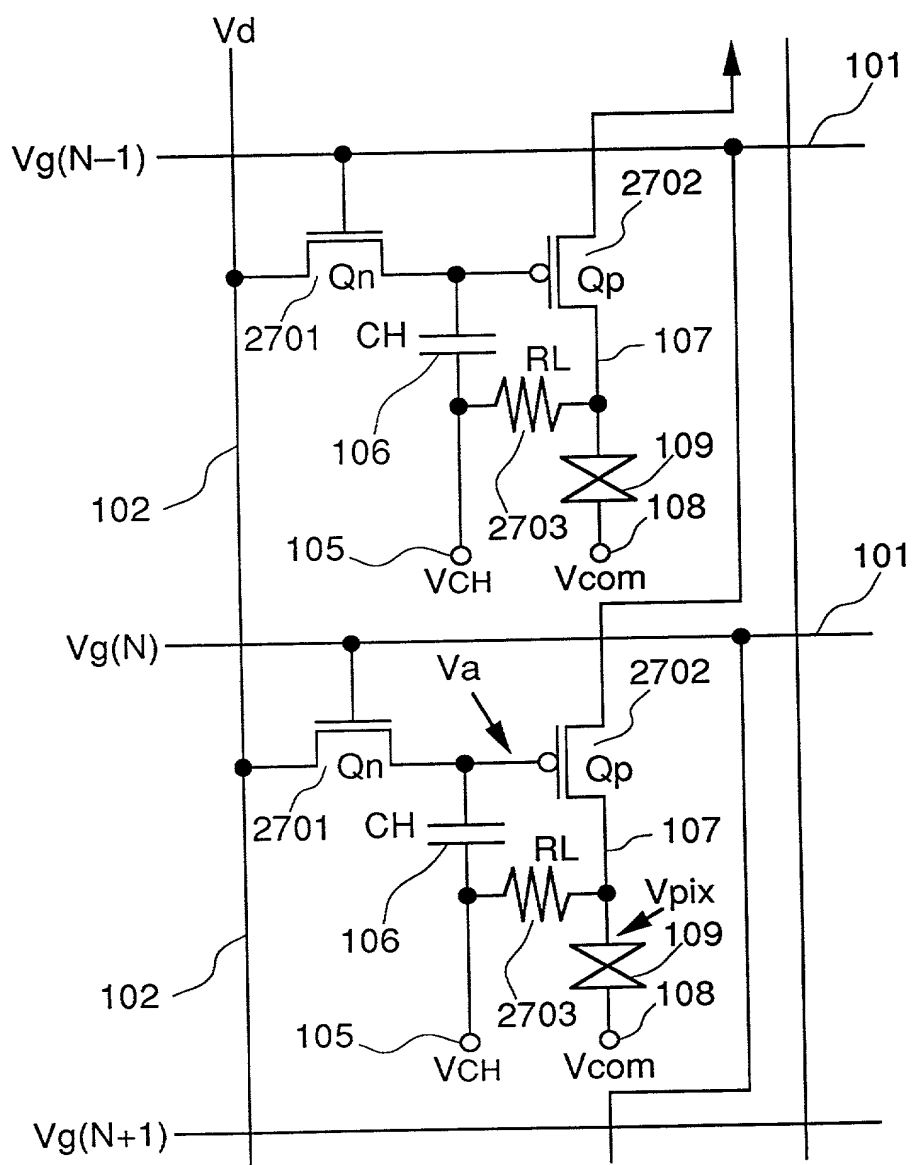 Vd
101
Vg(N−1)
2702
Qn
Qp
2701
CH
107
RL
106
109
102
2703
108
105
VCH
Vcom
101
Vg(N)
Va
2702
Qn
Qp
2701
CH
107
RL
Vpix
106
109
102
2703
108
105
VCH
Vcom
Vg(N+1)